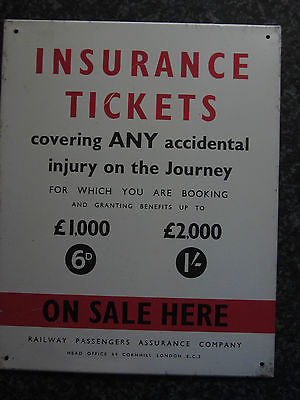 INSURANCE
TICKETS
covering ANY accidental
injury on the Journey
FOR WHICH YOU ARE BOOKING
AND GRANTING BENEFITS UP TO
£1,000 £2,000
6D 1/-
ON SALE HERE
RAILWAY PASSENGERS ASSURANCE COMPANY
HEAD OFFICE 64 CORNHILL LONDON E.C.3